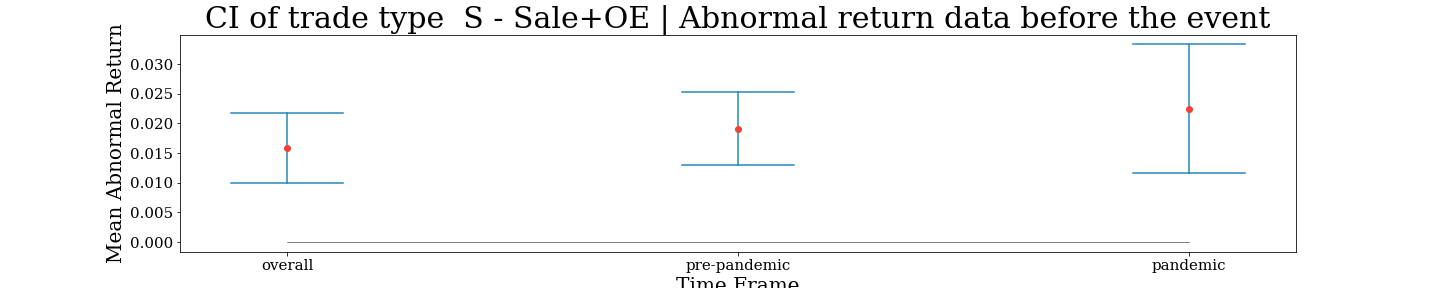 CI of trade type  S - Sale+OE | Abnormal return data before the event
Mean Abnormal Return
0.030
0.025
0.020
0.015
0.010
0.005
0.000
overall
pre-pandemic
pandemic
Time Frame